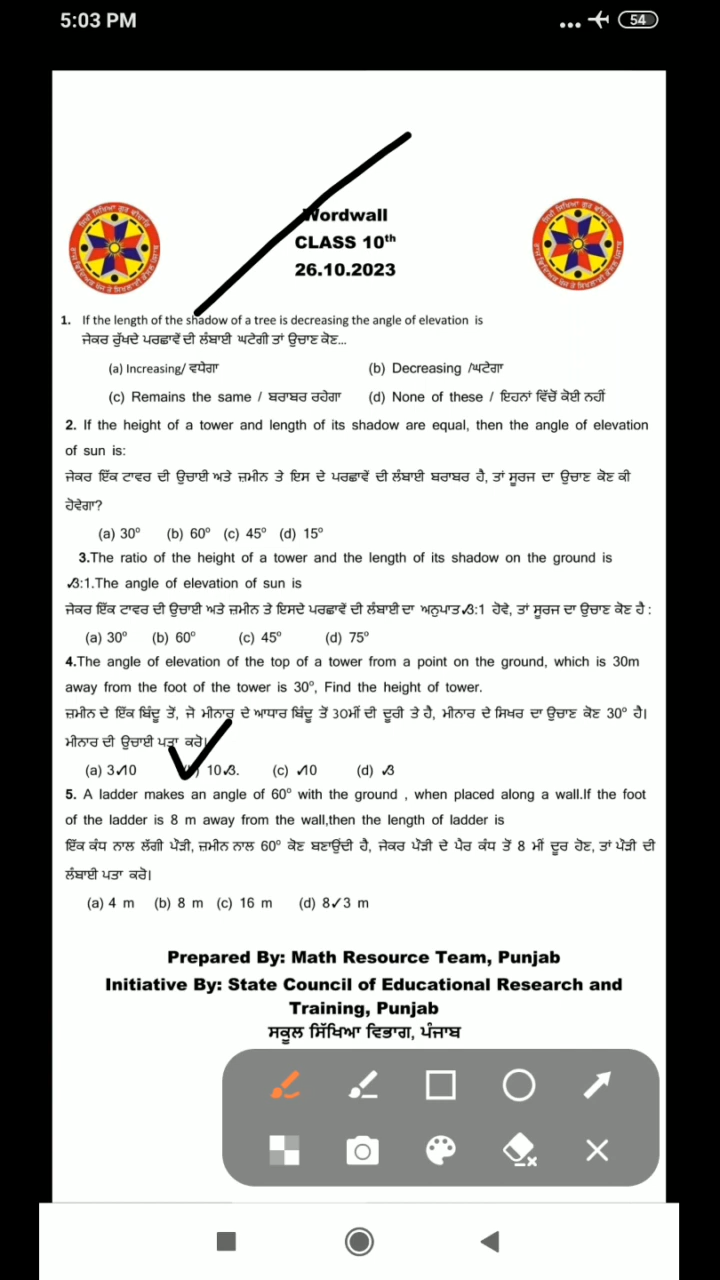 5:03 PM
54
Wordwall
CLASS 10th
26.10.2023
1. If the length of the shadow of a tree is decreasing the angle of elevation is
ਜੇਕਰ ਰੁੱਖਦੇ ਪਰਛਾਵੇਂ ਦੀ ਲੰਬਾਈ ਘਟੇਗੀ ਤਾਂ ਉਚਾਣ ਕੋਣ...
(a) Increasing/ ਵਧੇਗਾ (b) Decreasing /ਘਟੇਗਾ
(c) Remains the same / ਬਰਾਬਰ ਰਹੇਗਾ (d) None of these / ਇਹਨਾਂ ਵਿੱਚੋਂ ਕੋਈ ਨਹੀਂ
2. If the height of a tower and length of its shadow are equal, then the angle of elevation
of sun is:
ਜੇਕਰ ਇੱਕ ਟਾਵਰ ਦੀ ਉਚਾਈ ਅਤੇ ਜ਼ਮੀਨ ਤੇ ਇਸ ਦੇ ਪਰਛਾਵੇਂ ਦੀ ਲੰਬਾਈ ਬਰਾਬਰ ਹੈ, ਤਾਂ ਸੂਰਜ ਦਾ ਉਚਾਣ ਕੋਣ ਕੀ
ਹੋਵੇਗਾ?
(a) 30° (b) 60° (c) 45° (d) 15°
3.The ratio of the height of a tower and the length of its shadow on the ground is
√3:1.The angle of elevation of sun is
ਜੇਕਰ ਇੱਕ ਟਾਵਰ ਦੀ ਉਚਾਈ ਅਤੇ ਜ਼ਮੀਨ ਤੇ ਇਸਦੇ ਪਰਛਾਵੇਂ ਦੀ ਲੰਬਾਈ ਦਾ ਅਨੁਪਾਤ √3:1 ਹੋਵੇ, ਤਾਂ ਸੂਰਜ ਦਾ ਉਚਾਣ ਕੋਣ ਹੈ :
(a) 30° (b) 60° (c) 45° (d) 75°
4.The angle of elevation of the top of a tower from a point on the ground, which is 30m
away from the foot of the tower is 30°, Find the height of tower.
ਜ਼ਮੀਨ ਦੇ ਇੱਕ ਬਿੰਦੂ ਤੋਂ, ਜੋ ਮੀਨਾਰ ਦੇ ਆਧਾਰ ਬਿੰਦੂ ਤੋਂ 30ਮੀਂ ਦੀ ਦੂਰੀ ਤੇ ਹੈ, ਮੀਨਾਰ ਦੇ ਸਿਖਰ ਦਾ ਉਚਾਣ ਕੋਣ 30° ਹੈ।
ਮੀਨਾਰ ਦੀ ਉਚਾਈ ਪਤਾ ਕਰੋ।
(a) 3√10 10√3. (c) √10 (d) √3
5. A ladder makes an angle of 60° with the ground , when placed along a wall.If the foot
of the ladder is 8 m away from the wall,then the length of ladder is
ਇੱਕ ਕੰਧ ਨਾਲ ਲੱਗੀ ਪੌੜੀ, ਜ਼ਮੀਨ ਨਾਲ 60° ਕੋਣ ਬਣਾਉਂਦੀ ਹੈ, ਜੇਕਰ ਪੌੜੀ ਦੇ ਪੈਰ ਕੰਧ ਤੋਂ 8 ਮੀਂ ਦੂਰ ਹੋਣ, ਤਾਂ ਪੌੜੀ ਦੀ
ਲੰਬਾਈ ਪਤਾ ਕਰੋ।
(a) 4 m (b) 8 m (c) 16 m (d) 8√3 m
Prepared By: Math Resource Team, Punjab
Initiative By: State Council of Educational Research and
Training, Punjab
ਸਕੂਲ ਸਿੱਖਿਆ ਵਿਭਾਗ, ਪੰਜਾਬ